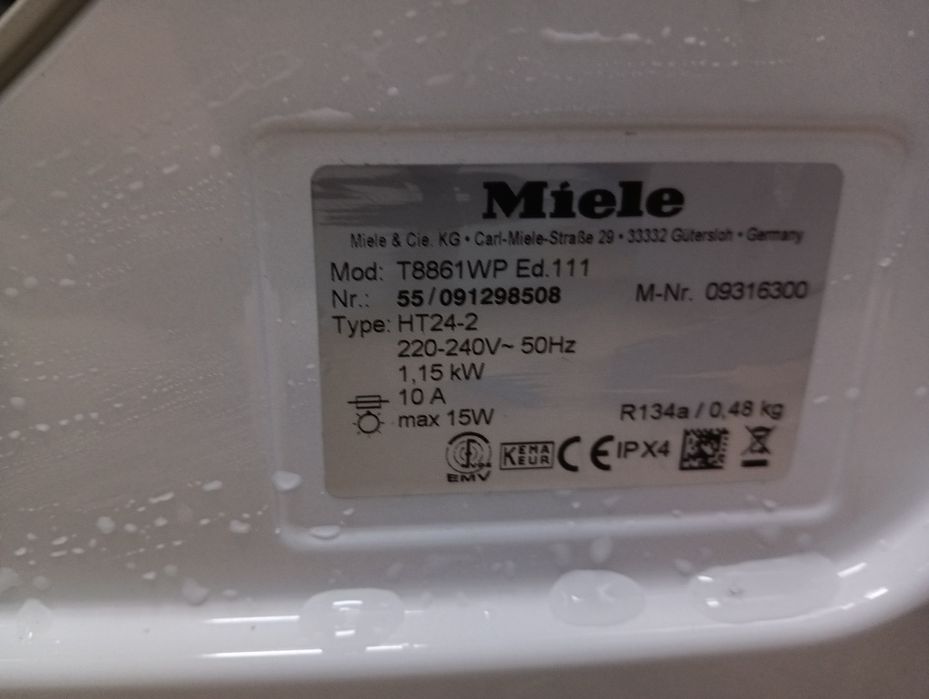 Miele
Miele & Cie. KG • Carl-Miele-Straße 29 • 33332 Gütersloh • Germany
Mod: T8861WP Ed.111
Nr.: 55/091298508 M-Nr. 09316300
Type: HT24-2
220-240V~ 50Hz
1,15 kW
10 A
max 15W R134a / 0,48 kg
KEMA KEUR CE IPX4
EMV